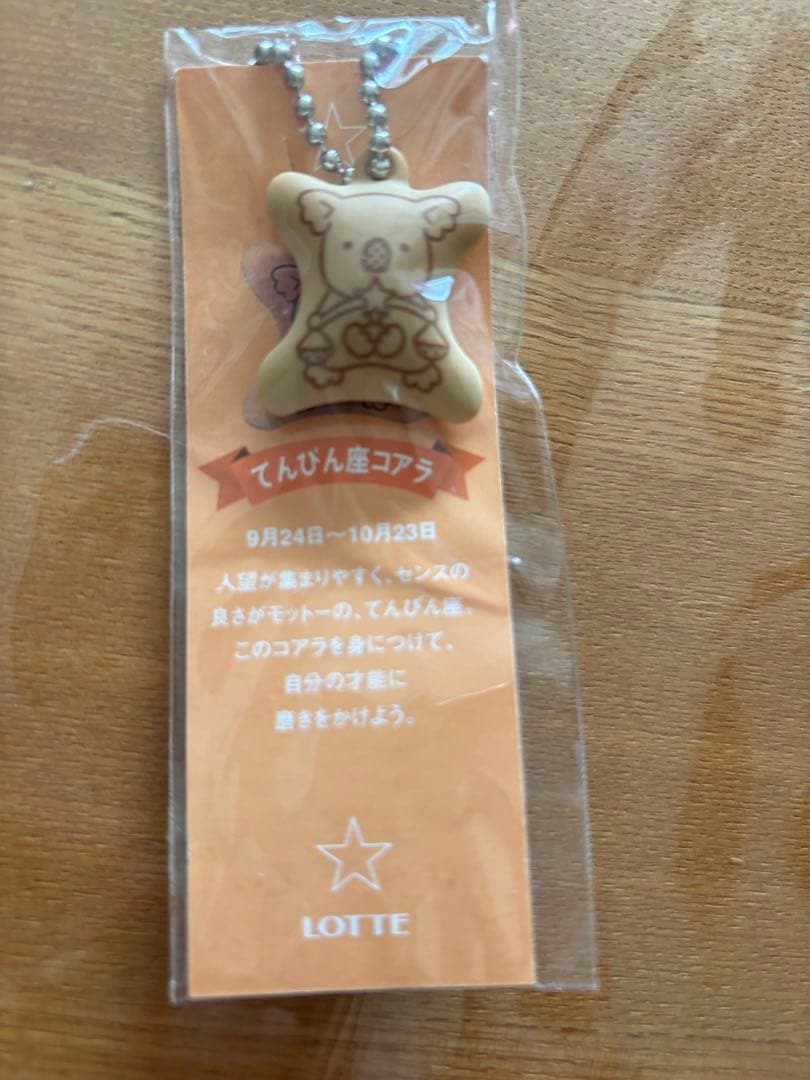 てんびん座コアラ
9月24日～10月23日
人望が集まりやすく、センスの
良さがモットーの、てんびん座。
このコアラを身につけて、
自分の才能に
磨きをかけよう。
LOTTE